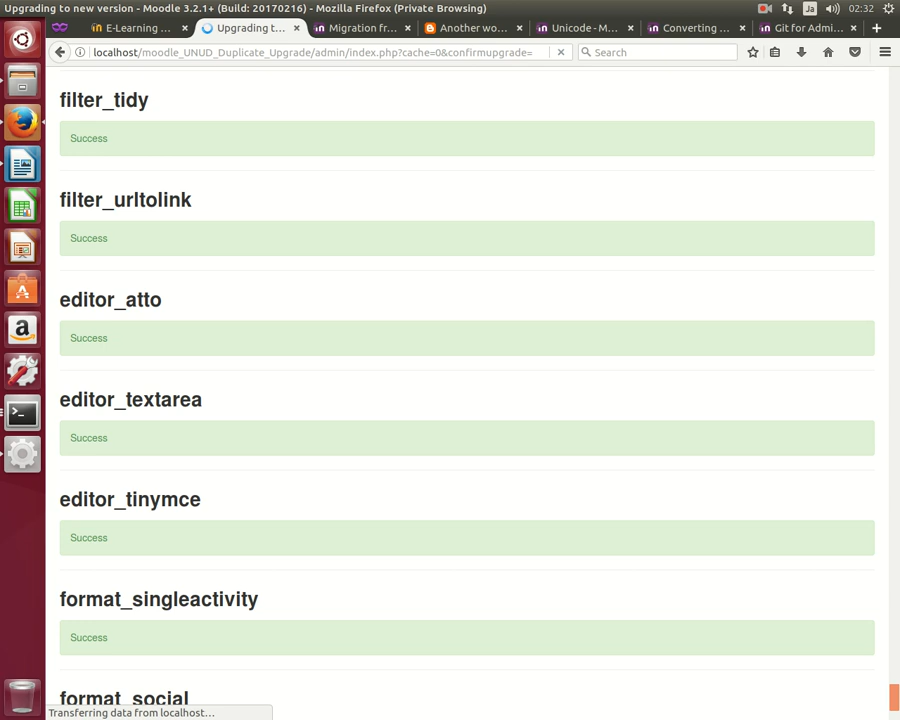 Upgrading to new version - Moodle 3.2.1+ (Build: 20170216) - Mozilla Firefox (Private Browsing)
Ja
02:32
E-Learning ...
Upgrading t...
Migration fr...
Another wo...
Unicode - M...
Converting ...
Git for Admi...
localhost/moodle_UNUD_Duplicate_Upgrade/admin/index.php?cache=0&confirmupgrade=
Search
filter_tidy
Success
filter_urltolink
Success
editor_atto
Success
editor_textarea
Success
editor_tinymce
Success
format_singleactivity
Success
format_social
Transferring data from localhost...